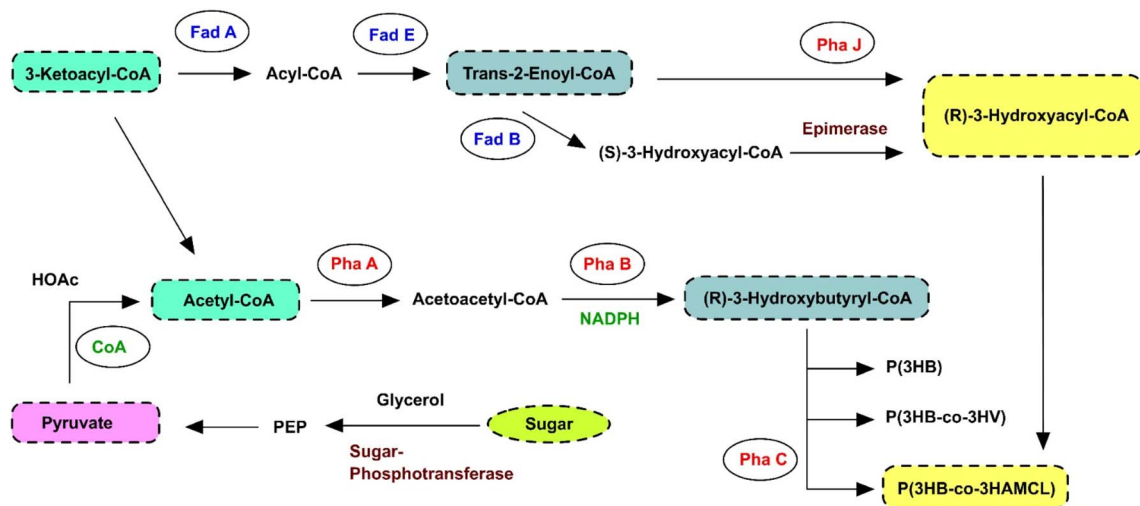 Fad A
Fad E
Pha J
3-Ketoacyl-CoA
Acyl-CoA
Trans-2-Enoyl-CoA
(R)-3-Hydroxyacyl-CoA
Fad B
Epimerase
(S)-3-Hydroxyacyl-CoA
HOAc
Pha A
Pha B
Acetyl-CoA
Acetoacetyl-CoA
(R)-3-Hydroxybutyryl-CoA
NADPH
CoA
P(3HB)
Glycerol
Pyruvate
PEP
Sugar
P(3HB-co-3HV)
Sugar-
Phosphotransferase
Pha C
P(3HB-co-3HAMCL)